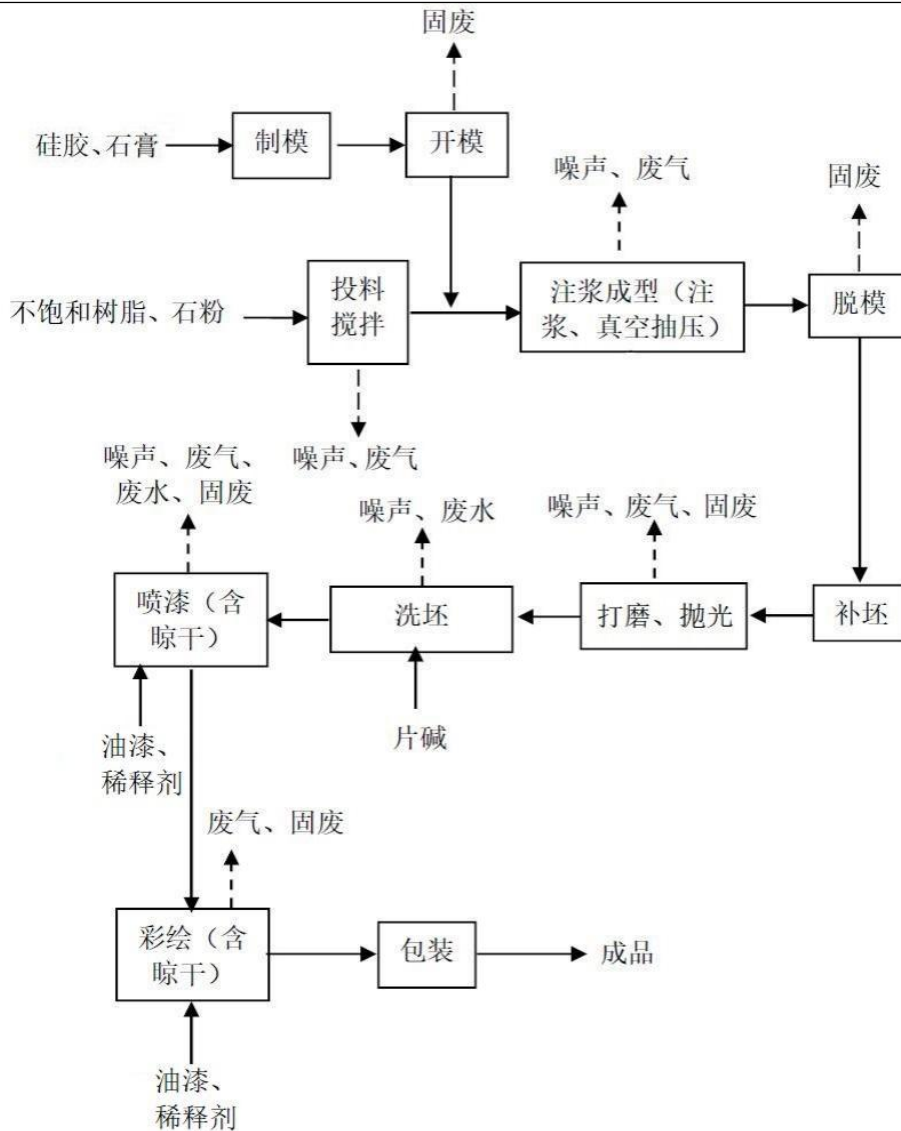 固废
硅胶、石膏
制模
开模
噪声、废气
固废
不饱和树脂、石粉
投料
搅拌
注浆成型（注
浆、真空抽压）
脱模
噪声、废气
噪声、废气、
废水、固废
噪声、废水
噪声、废气、固废
喷漆（含
晾干）
洗坯
打磨、抛光
补坯
油漆、
稀释剂
片碱
废气、固废
彩绘（含
晾干）
包装
成品
油漆、
稀释剂